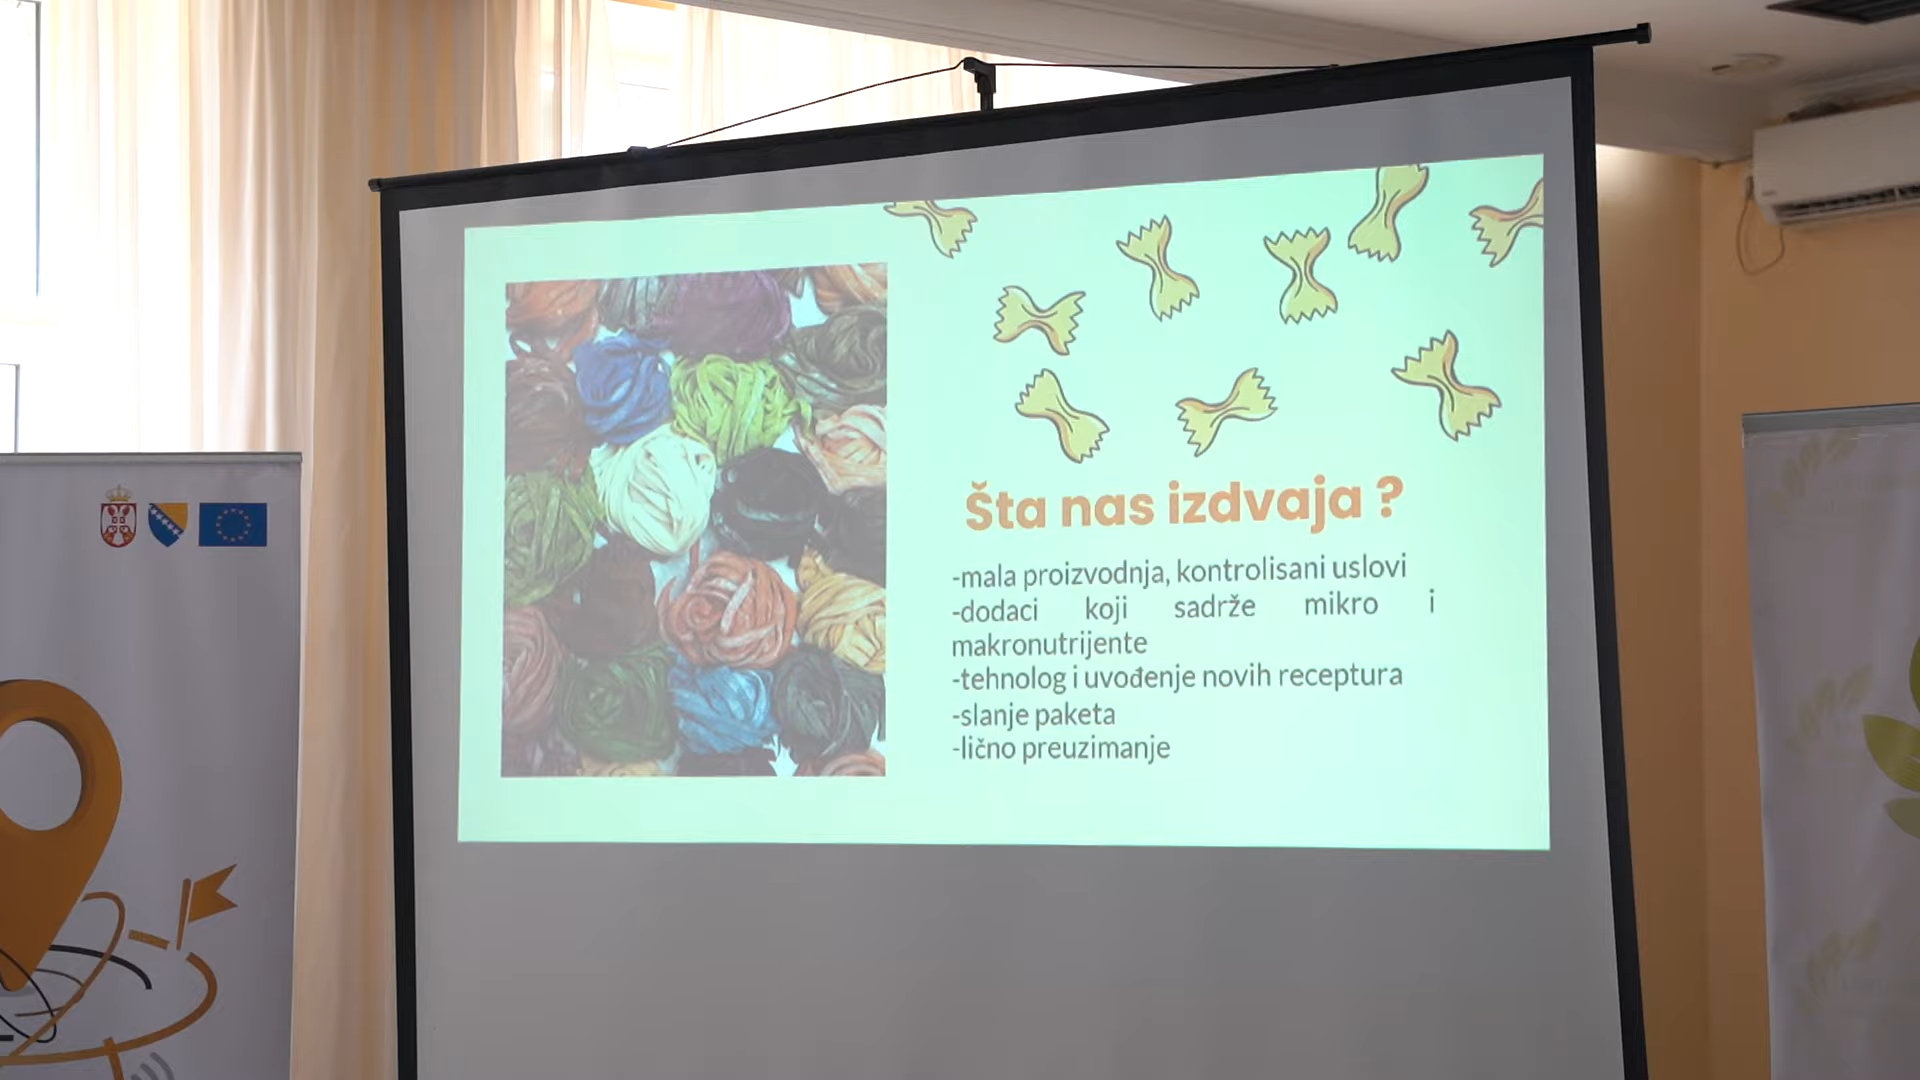 Šta nas izdvaja ?
-mala proizvodnja, kontrolisani uslovi
-dodaci koji sadrže mikro i
makronutrijente
-tehnolog i uvođenje novih receptura
-slanje paketa
-lično preuzimanje